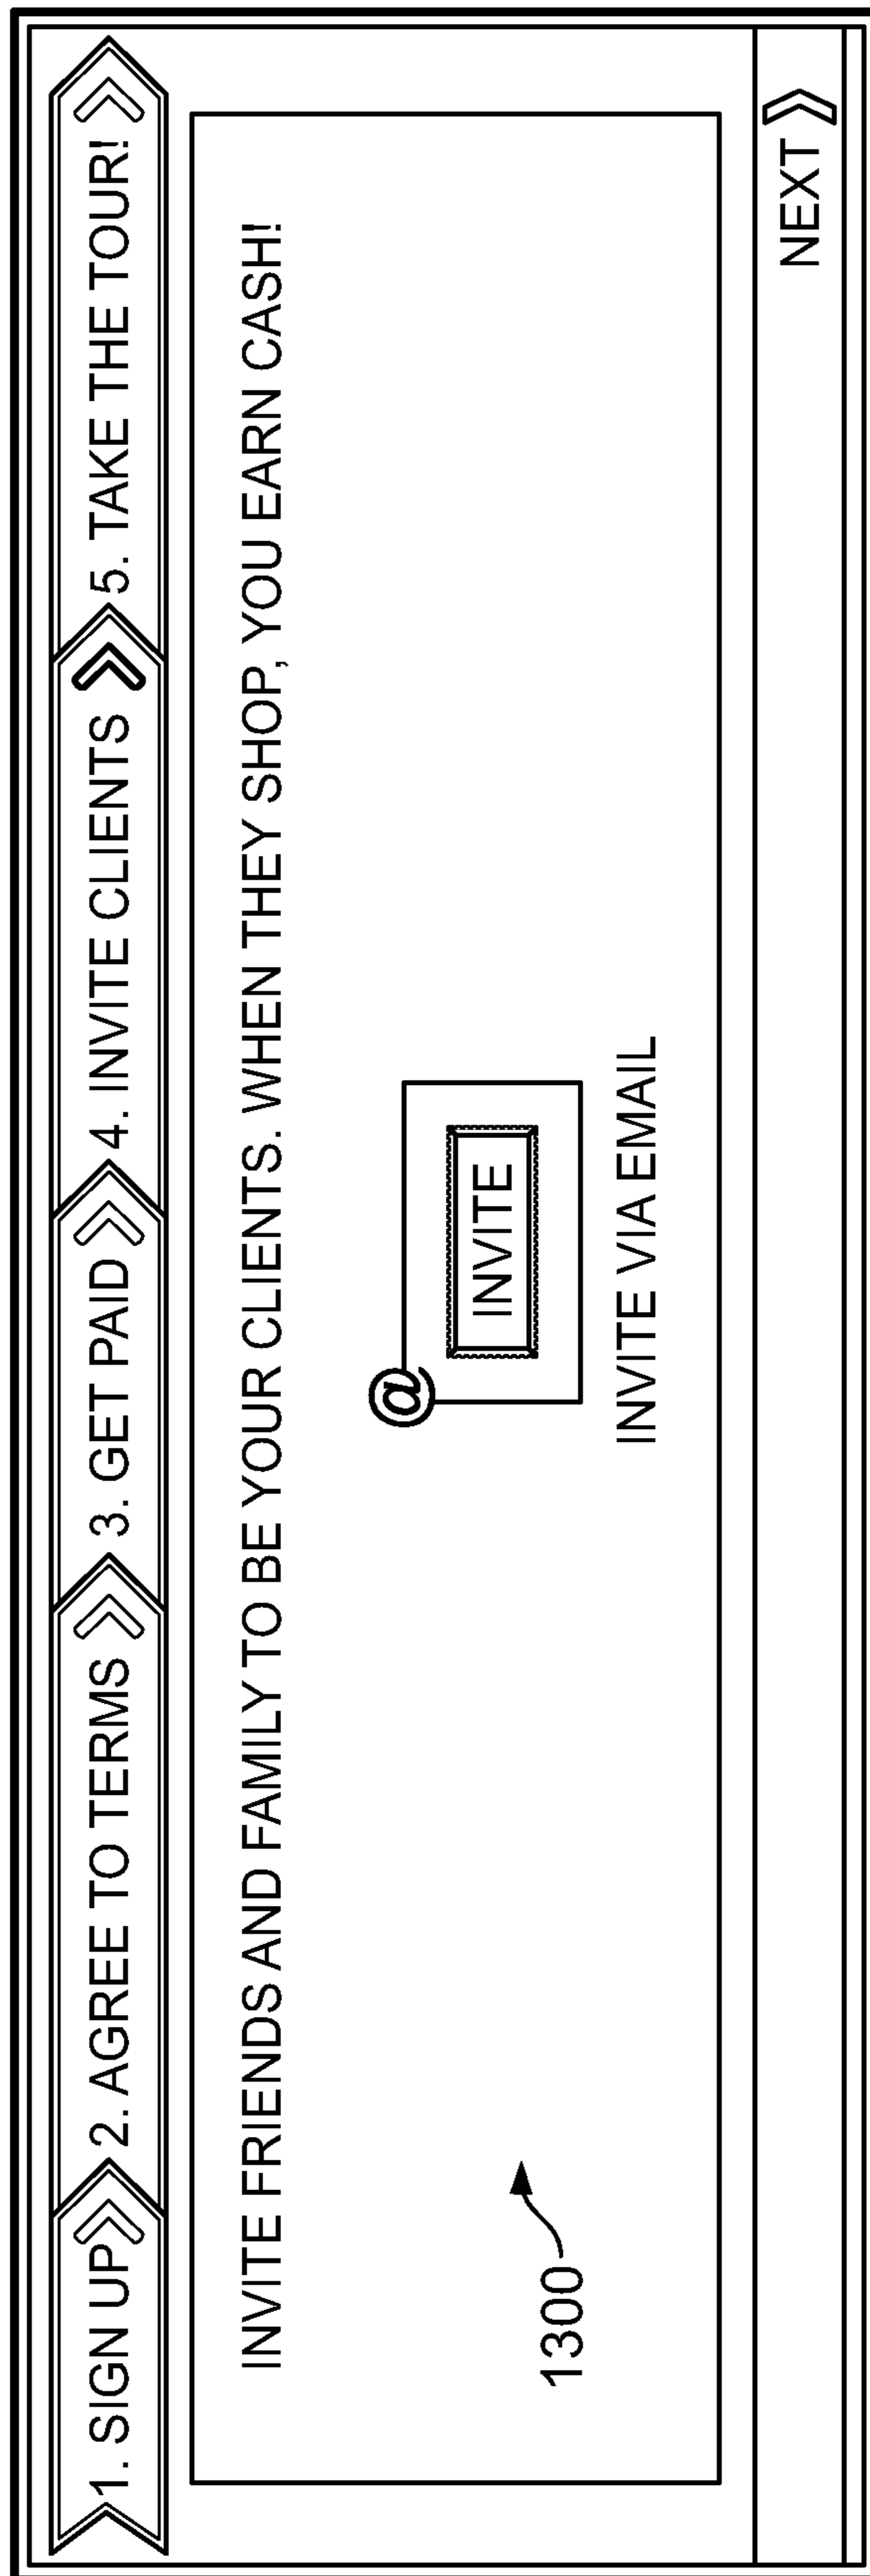 1. SIGN UP
2. AGREE TO TERMS
3. GET PAID
4. INVITE CLIENTS
5. TAKE THE TOUR!
INVITE FRIENDS AND FAMILY TO BE YOUR CLIENTS. WHEN THEY SHOP, YOU EARN CASH!
@
INVITE
INVITE VIA EMAIL
1300
NEXT